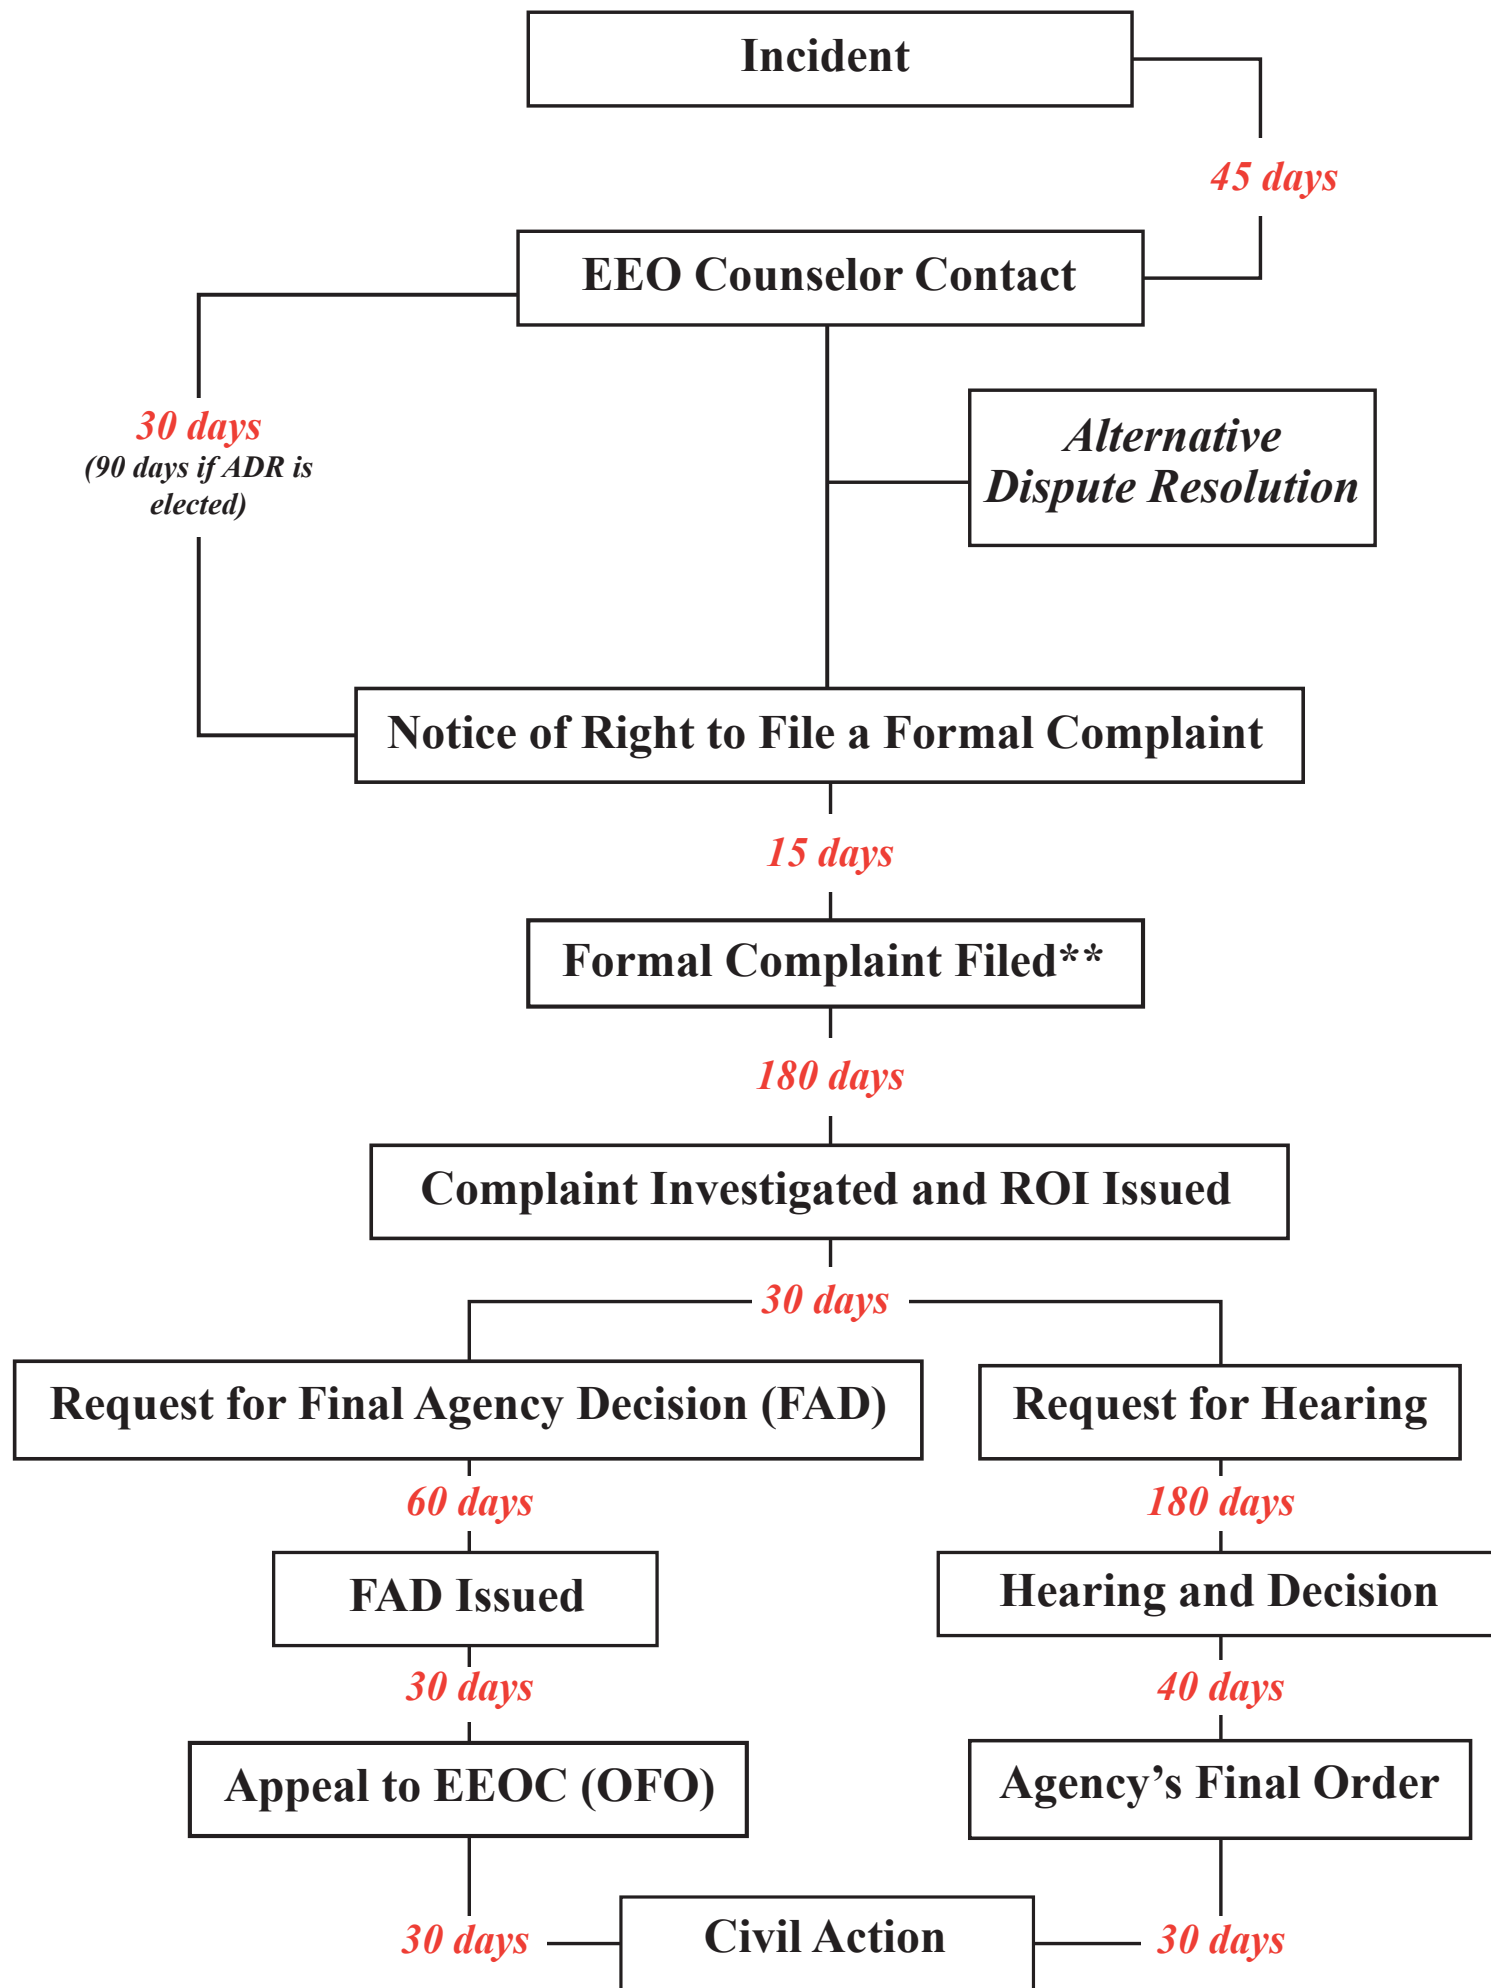 Incident
45 days
EEO Counselor Contact
30 days
(90 days if ADR is
elected)
Alternative
Dispute Resolution
Notice of Right to File a Formal Complaint
15 days
Formal Complaint Filed**
180 days
Complaint Investigated and ROI Issued
30 days
Request for Final Agency Decision (FAD)
Request for Hearing
60 days
180 days
FAD Issued
Hearing and Decision
30 days
40 days
Appeal to EEOC (OFO)
Agency’s Final Order
30 days
Civil Action
30 days